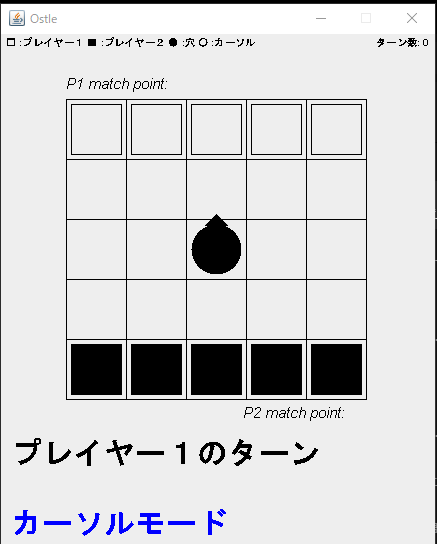 Ostle
□ :プレイヤー１ ■ :プレイヤー２ ● :穴 〇 :カーソル ターン数: 0
P1 match point:
P2 match point:
プレイヤー１のターン
カーソルモード